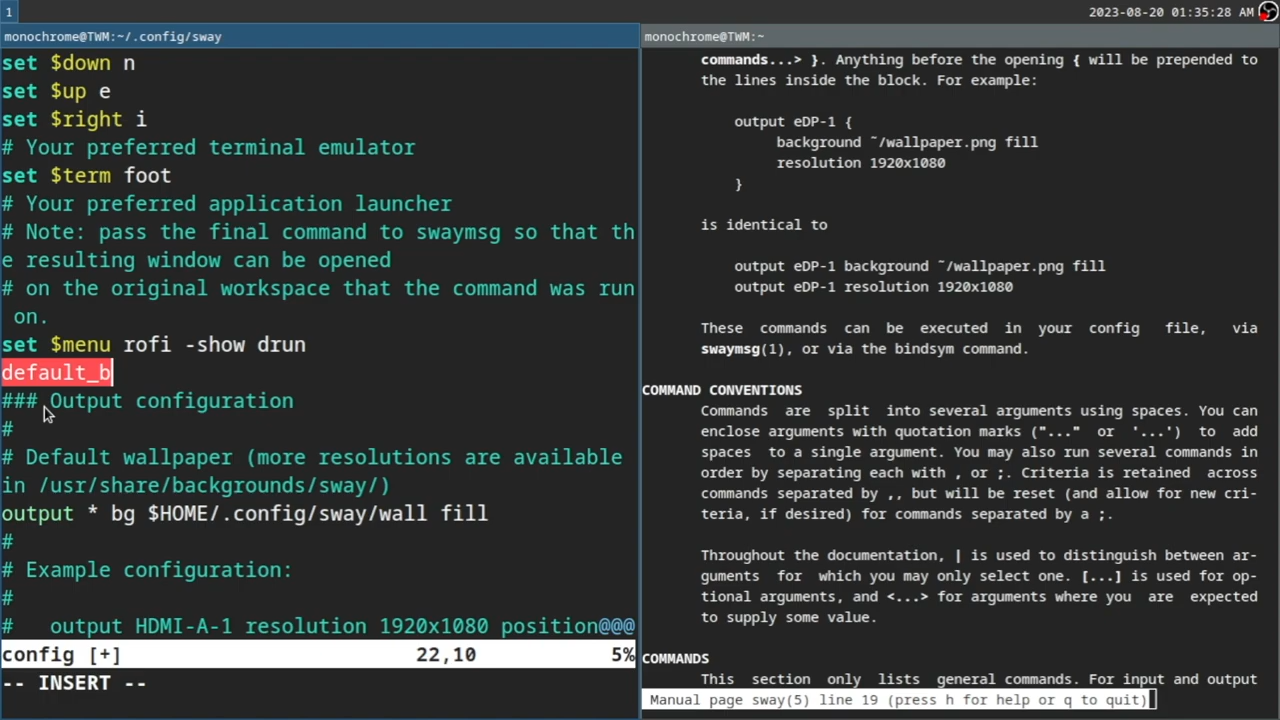 1
2023-08-20 01:35:28 AM
monochrome@TWM:~/.config/sway
set $down n
set $up e
set $right i
# Your preferred terminal emulator
set $term foot
# Your preferred application launcher
# Note: pass the final command to swaymsg so that th
e resulting window can be opened
# on the original workspace that the command was run
 on.
set $menu rofi -show drun
default_b
### Output configuration
#
# Default wallpaper (more resolutions are available
in /usr/share/backgrounds/sway/)
output * bg $HOME/.config/sway/wall fill
#
# Example configuration:
#
#   output HDMI-A-1 resolution 1920x1080 position@@@
config [+] 22,10 5%
-- INSERT --
monochrome@TWM:~
commands...> }. Anything before the opening { will be prepended to
the lines inside the block. For example:
output eDP-1 {
background ~/wallpaper.png fill
resolution 1920x1080
}
is identical to
output eDP-1 background ~/wallpaper.png fill
output eDP-1 resolution 1920x1080
These commands can be executed in your config file, via
swaymsg(1), or via the bindsym command.
COMMAND CONVENTIONS
Commands are split into several arguments using spaces. You can
enclose arguments with quotation marks ("..." or '...') to add
spaces to a single argument. You may also run several commands in
order by separating each with , or ;. Criteria is retained across
commands separated by ,, but will be reset (and allow for new cri-
teria, if desired) for commands separated by a ;.
Throughout the documentation, | is used to distinguish between ar-
guments for which you may only select one. [...] is used for op-
tional arguments, and <...> for arguments where you are expected
to supply some value.
COMMANDS
This section only lists general commands. For input and output
Manual page sway(5) line 19 (press h for help or q to quit)